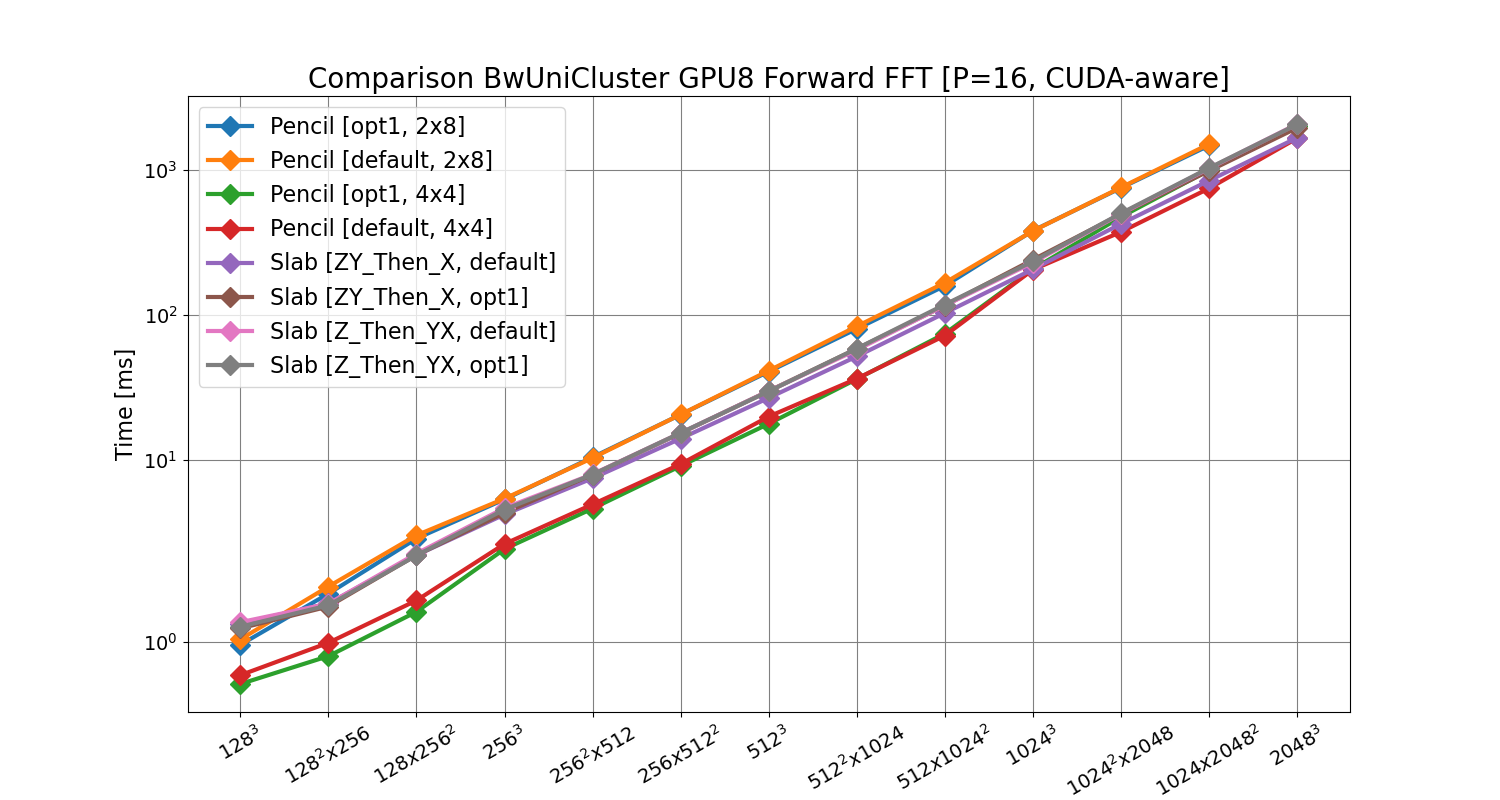 Comparison BwUniCluster GPU8 Forward FFT [P=16, CUDA-aware]
Pencil [opt1, 2x8]
Pencil [default, 2x8]
Pencil [opt1, 4x4]
Pencil [default, 4x4]
Slab [ZY_Then_X, default]
Slab [ZY_Then_X, opt1]
Slab [Z_Then_YX, default]
Slab [Z_Then_YX, opt1]
Time [ms]
10³
10²
10¹
10⁰
128³
128²x256
128x256²
256³
256²x512
256x512²
512³
512²x1024
512x1024²
1024³
1024²x2048
1024x2048²
2048³